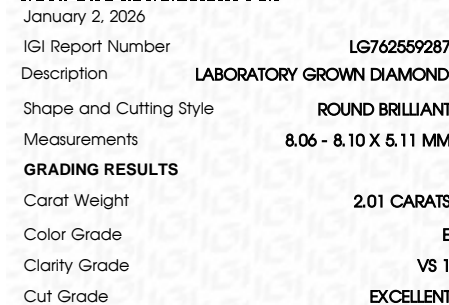 January 2, 2026
IGI Report Number LG762559287
Description LABORATORY GROWN DIAMOND
Shape and Cutting Style ROUND BRILLIANT
Measurements 8.06 - 8.10 X 5.11 MM
GRADING RESULTS
Carat Weight 2.01 CARATS
Color Grade E
Clarity Grade VS 1
Cut Grade EXCELLENT